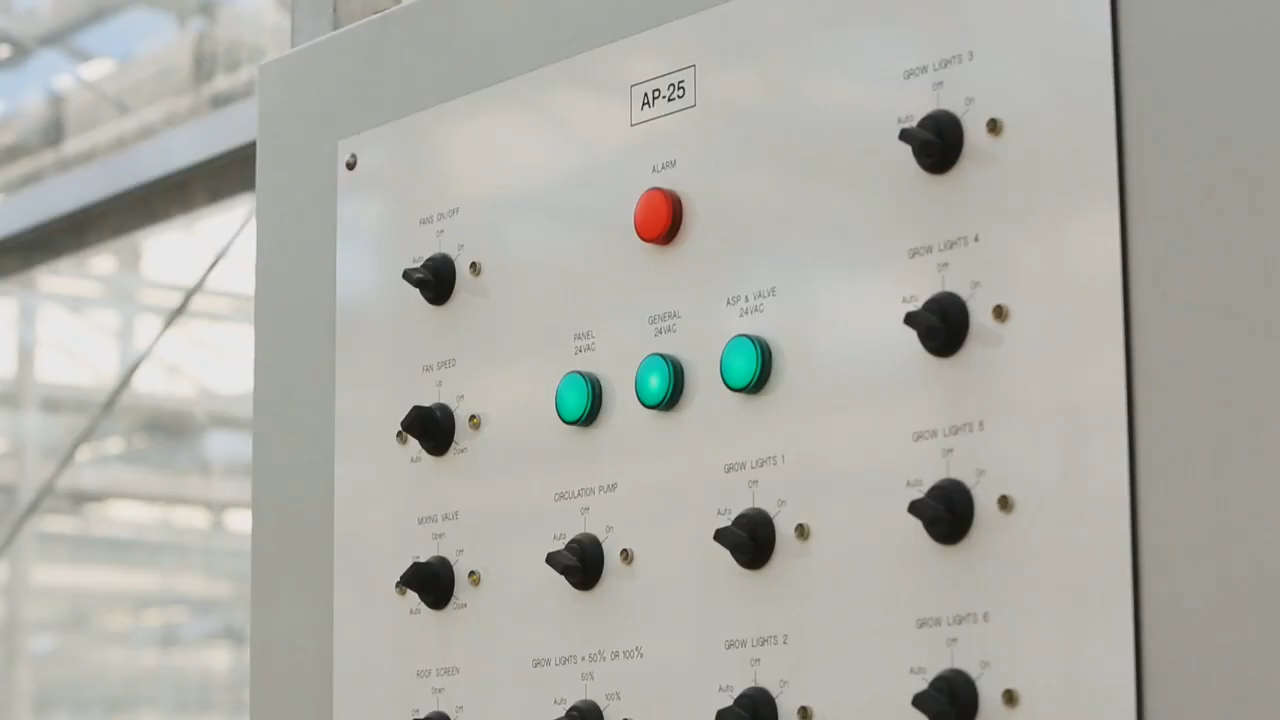 AP-25
ALARM
FANS ON/OFF
Off
Auto
On
FAN SPEED
Up
Off
Auto
Down
MIXING VALVE
Open
Off
Off
Auto
Close
ROOF SCREEN
Open
Off
Off
PANEL
24VAC
GENERAL
24VAC
ASP & VALVE
24VAC
CIRCULATION PUMP
Off
Auto
On
GROW LIGHTS = 50% OR 100%
50%
Auto
100%
GROW LIGHTS 1
Off
Auto
On
GROW LIGHTS 2
Off
Auto
On
GROW LIGHTS 3
Off
Auto
On
GROW LIGHTS 4
Off
Auto
On
GROW LIGHTS 5
Off
Auto
On
GROW LIGHTS 6
Off
Auto
On